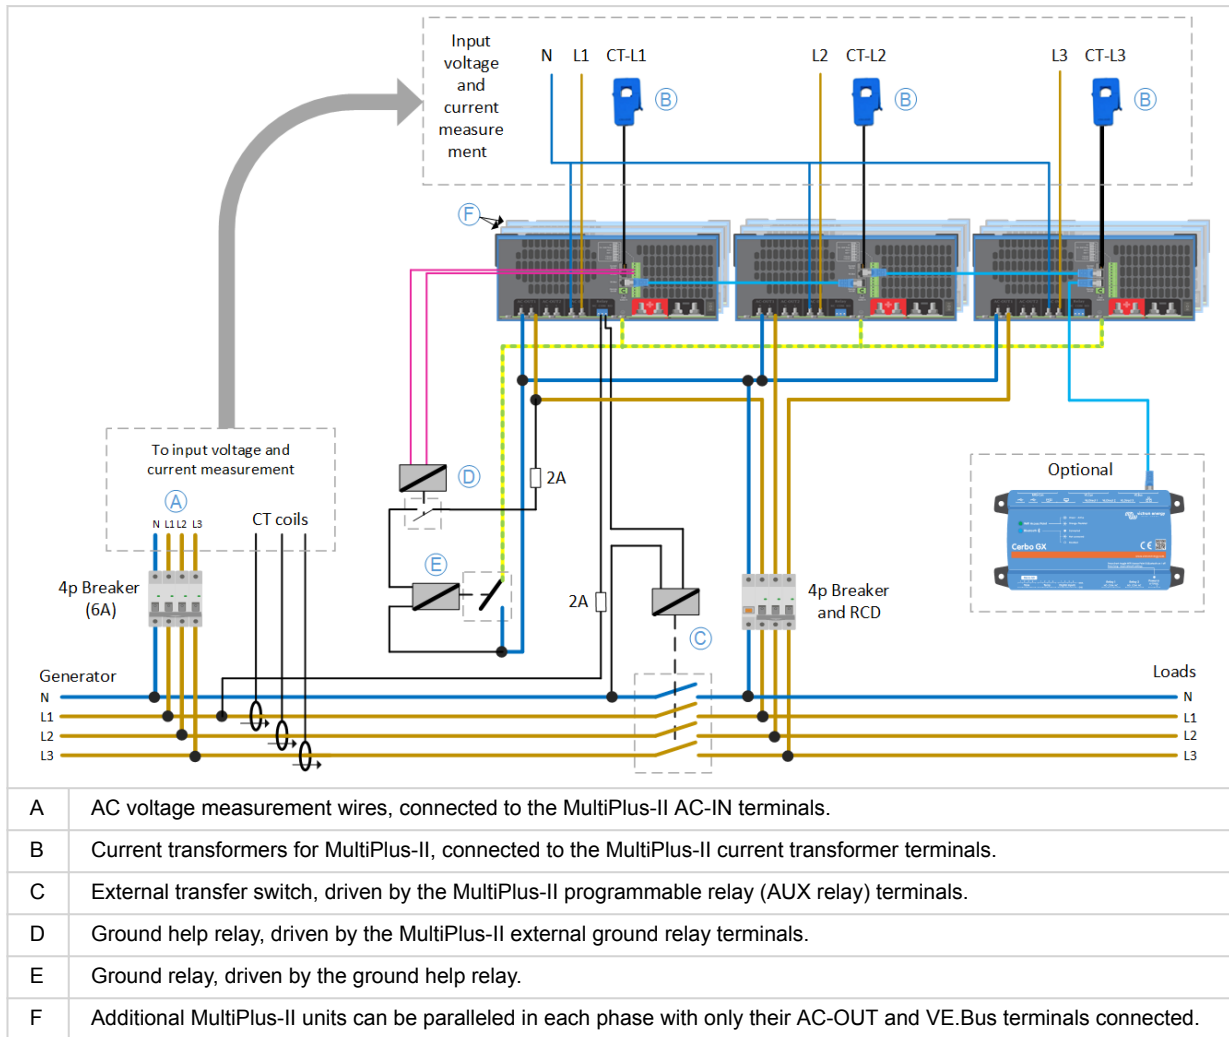 Input
voltage
and
current
measure
ment
N L1 CT-L1
L2 CT-L2
L3 CT-L3
B
B
B
F
To input voltage and
current measurement
A
N L1 L2 L3
CT coils
4p Breaker
(6A)
D
2A
E
2A
C
4p Breaker
and RCD
Optional
victron energy
Cerbo GX
CE
Generator
N
L1
L2
L3
Loads
N
L1
L2
L3
A AC voltage measurement wires, connected to the MultiPlus-II AC-IN terminals.
B Current transformers for MultiPlus-II, connected to the MultiPlus-II current transformer terminals.
C External transfer switch, driven by the MultiPlus-II programmable relay (AUX relay) terminals.
D Ground help relay, driven by the MultiPlus-II external ground relay terminals.
E Ground relay, driven by the ground help relay.
F Additional MultiPlus-II units can be paralleled in each phase with only their AC-OUT and VE.Bus terminals connected.